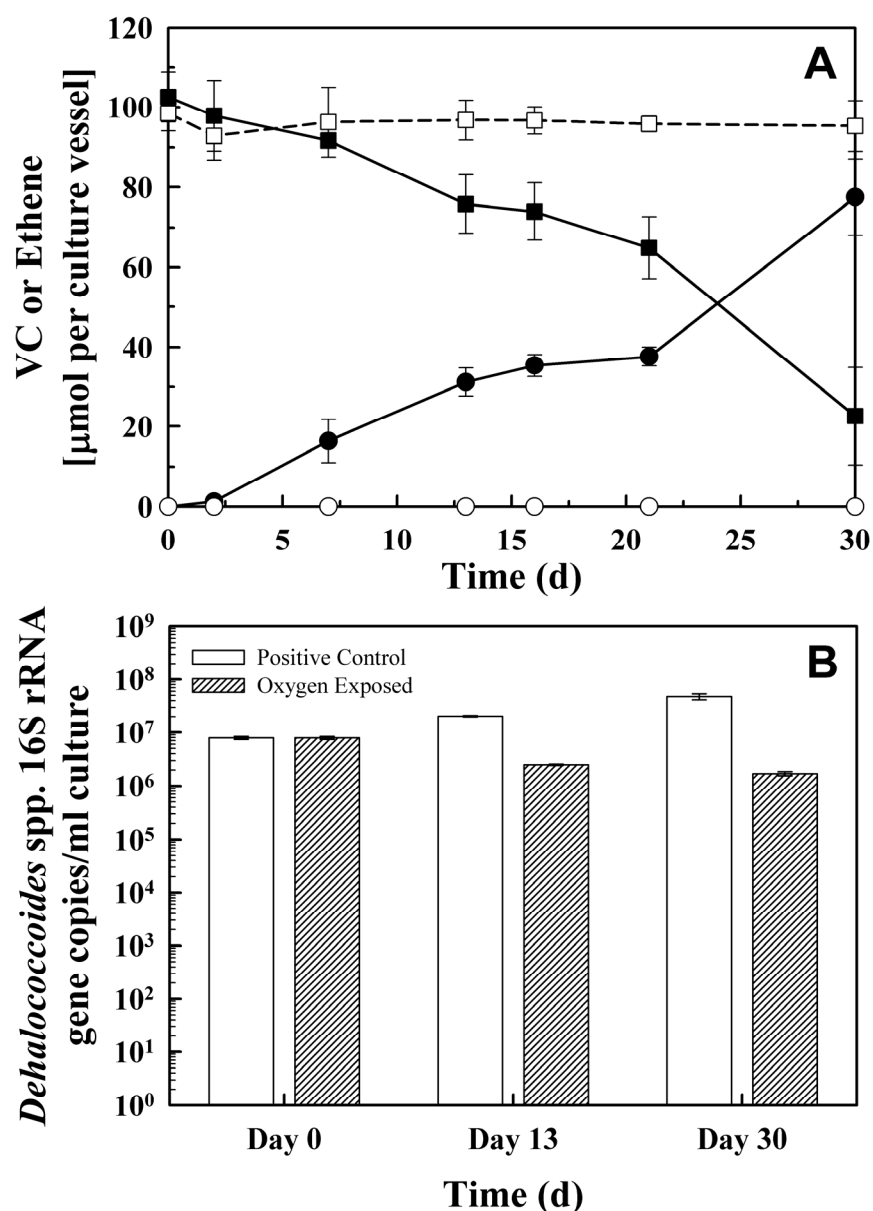 A
VC or Ethene
[µmol per culture vessel]
120
100
80
60
40
20
0
0 5 10 15 20 25 30
Time (d)
B
Dehalococcoides spp. 16S rRNA
gene copies/ml culture
Positive Control
Oxygen Exposed
10⁹
10⁸
10⁷
10⁶
10⁵
10⁴
10³
10²
10¹
10⁰
Day 0 Day 13 Day 30
Time (d)